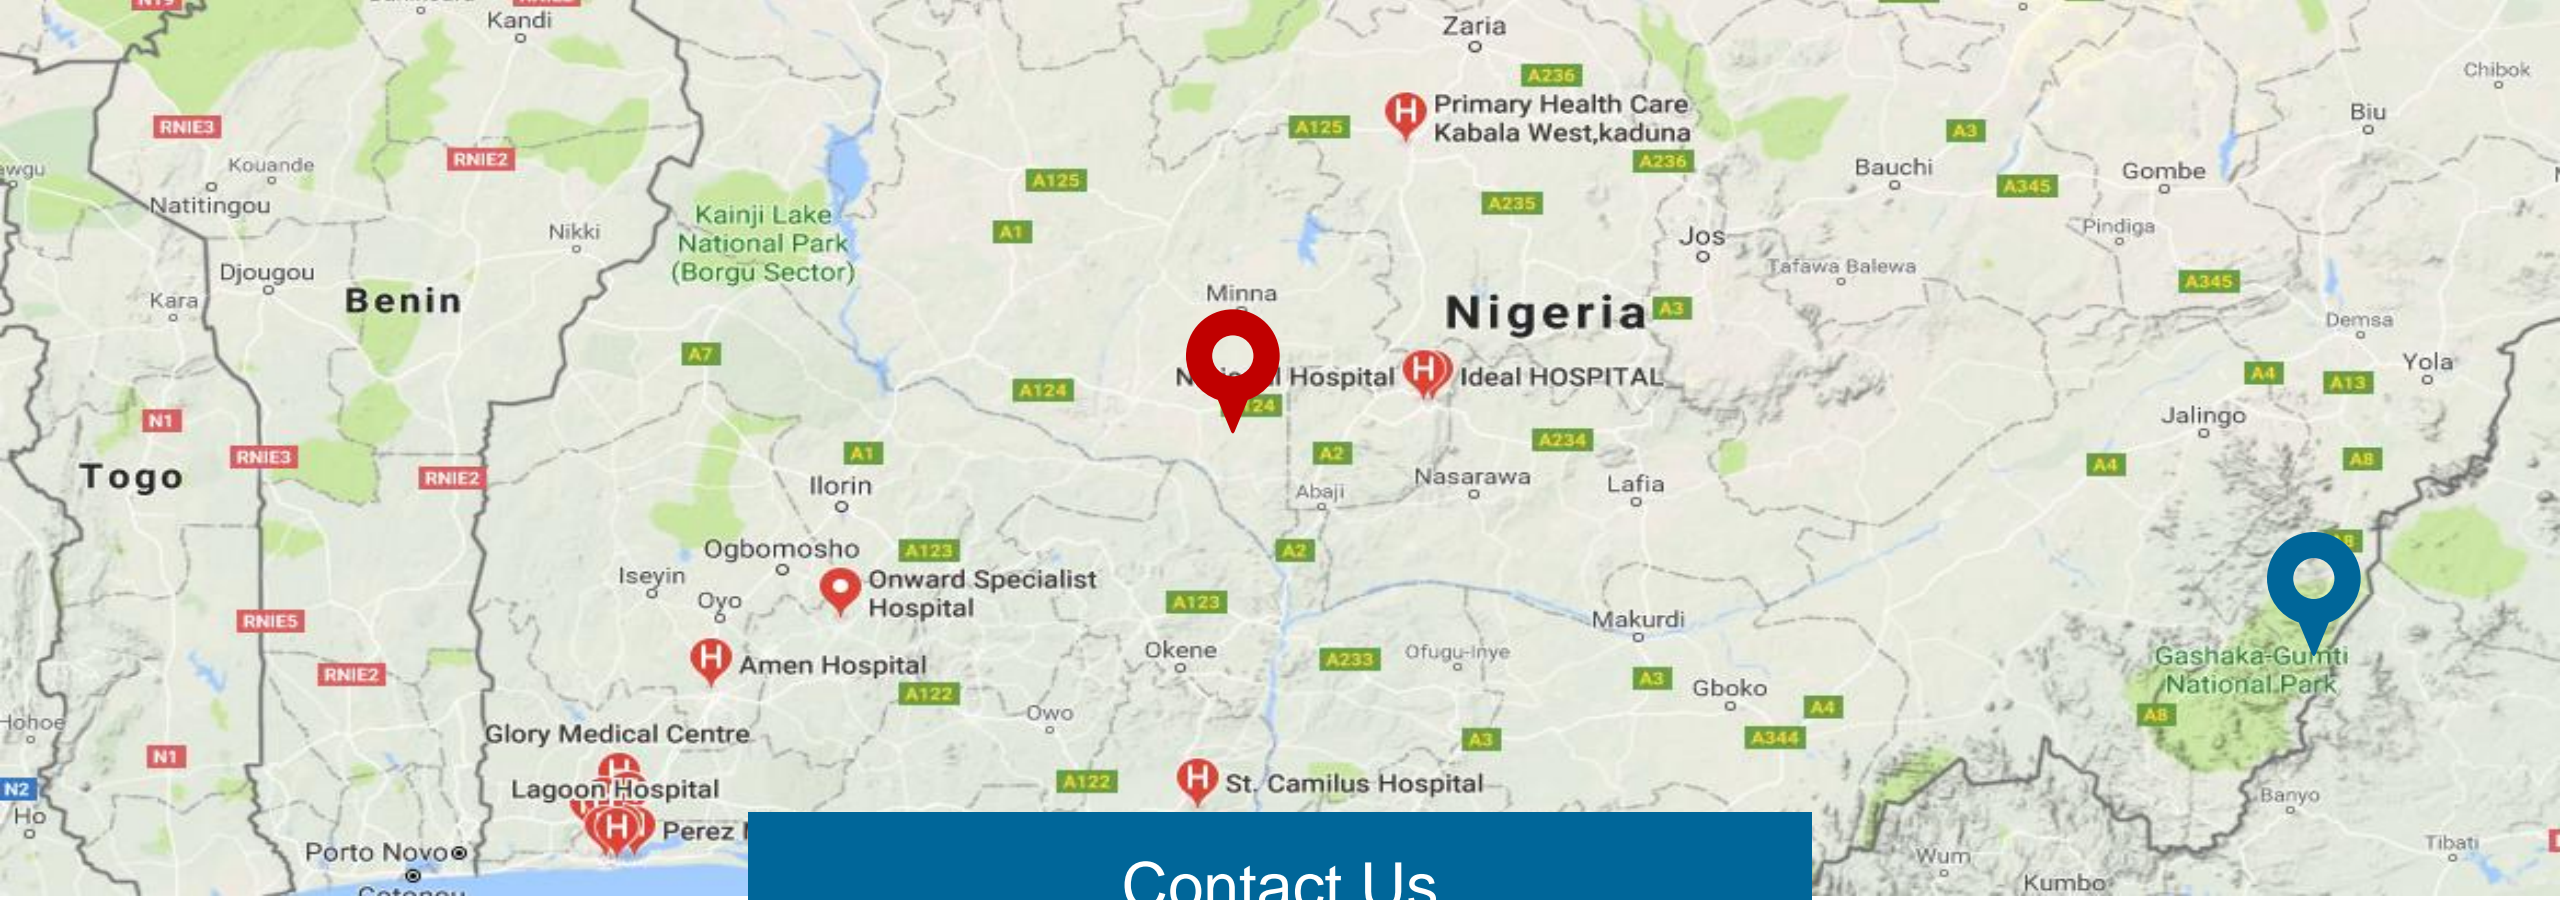 Kandi
Zaria
A236
Chibok
Primary Health Care
Kabala West,kaduna
Biu
RNIE3
A125
A3
RNIE2
Kouande
A236
Bauchi
Gombe
A125
A345
Natitingou
A235
Kainji Lake
National Park
(Borgu Sector)
Nikki
A1
Jos
Pindiga
Djougou
Tafawa Balewa
Kara
Benin
Minna
Nigeria
A3
A345
Demsa
A7
Hospital
Ideal HOSPITAL
Yola
A124
A4
A13
N1
Jalingo
RNIE3
A1
A2
A234
A8
Togo
RNIE2
Ilorin
Abaji
Nasarawa
Lafia
A4
Ogbomosho
A123
A2
Iseyin
Onward Specialist
Hospital
Oyo
A123
RNIE5
Makurdi
Amen Hospital
Okene
A233
Ofugu-Inye
Gashaka-Gumti
National Park
RNIE2
A122
A3
Gboko
A4
A8
Hohoe
Owo
Glory Medical Centre
A3
A344
N1
N2
Lagoon Hospital
A122
St. Camilus Hospital
Banyo
Ho
Perez
Porto Novo
Tibati
Wum
Kumbo
Contact Us